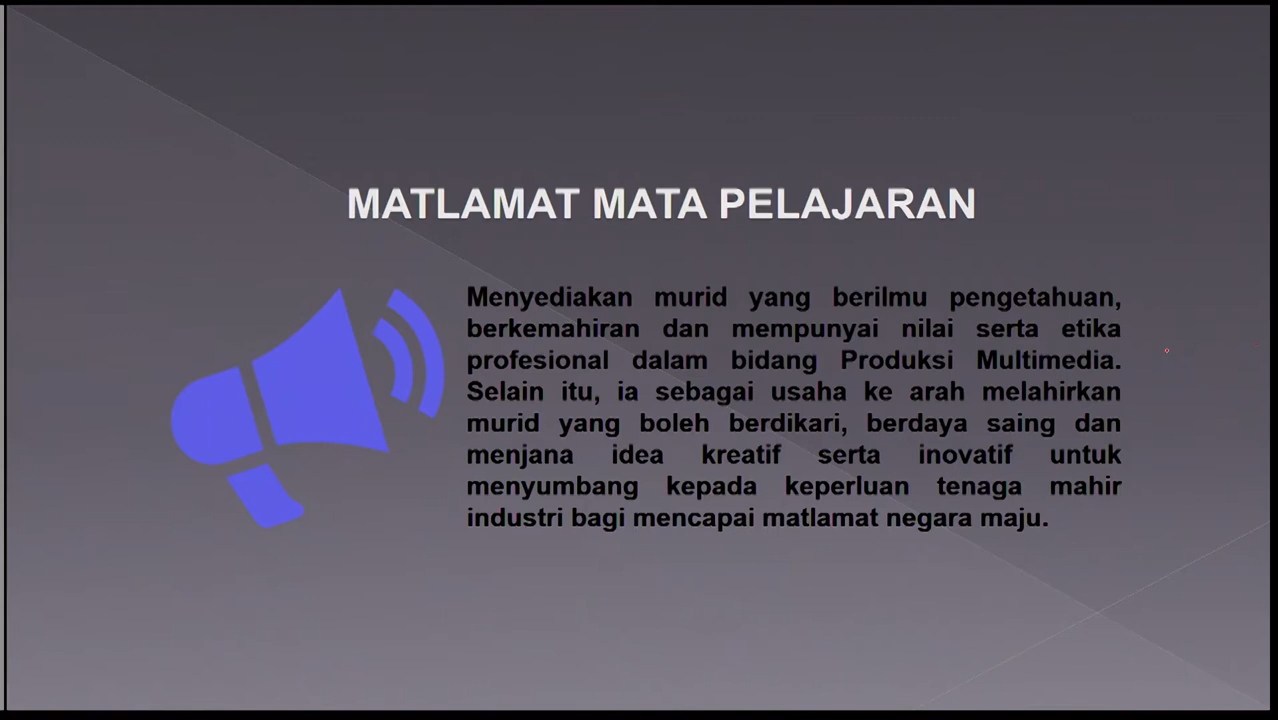 MATLAMAT MATA PELAJARAN
Menyediakan murid yang berilmu pengetahuan,
berkemahiran dan mempunyai nilai serta etika
profesional dalam bidang Produksi Multimedia.
Selain itu, ia sebagai usaha ke arah melahirkan
murid yang boleh berdikari, berdaya saing dan
menjana idea kreatif serta inovatif untuk
menyumbang kepada keperluan tenaga mahir
industri bagi mencapai matlamat negara maju.